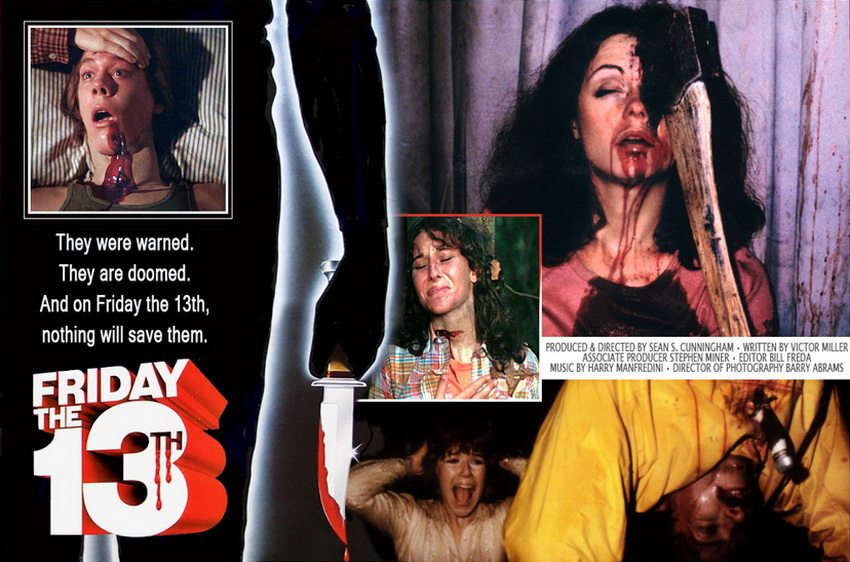 They were warned.
They are doomed.
And on Friday the 13th,
nothing will save them.
FRIDAY
THE
13TH
PRODUCED & DIRECTED BY SEAN S. CUNNINGHAM • WRITTEN BY VICTOR MILLER
ASSOCIATE PRODUCER STEPHEN MINER • EDITOR BILL FREDA
MUSIC BY HARRY MANFREDINI • DIRECTOR OF PHOTOGRAPHY BARRY ABRAMS